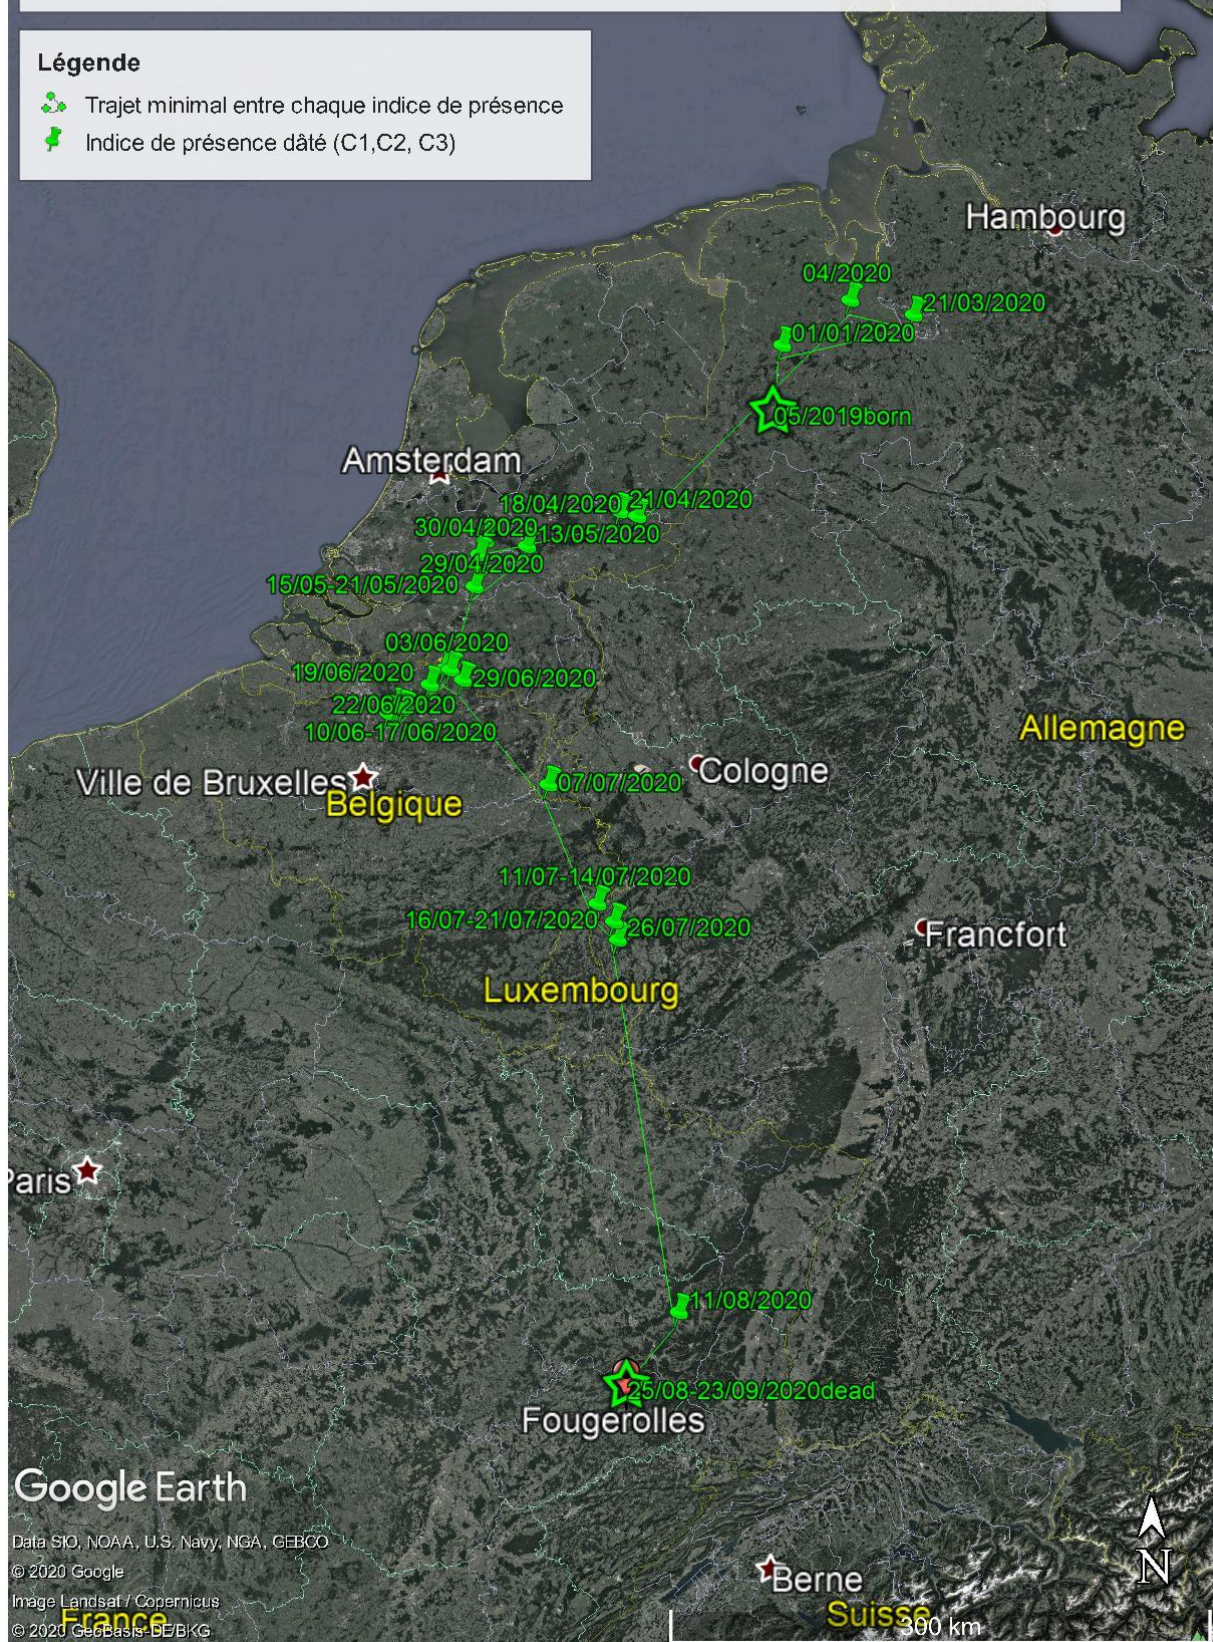 Légende
Trajet minimal entre chaque indice de présence
Indice de présence dâté (C1,C2, C3)
Hambourg
04/2020
21/03/2020
01/01/2020
05/2019born
Amsterdam
18/04/2020
21/04/2020
30/04/2020
13/05/2020
29/04/2020
15/05-21/05/2020
03/06/2020
19/06/2020
29/06/2020
22/06/2020
10/06-17/06/2020
Allemagne
Ville de Bruxelles
Cologne
07/07/2020
Belgique
11/07-14/07/2020
16/07-21/07/2020
26/07/2020
Francfort
Luxembourg
Paris
11/08/2020
25/08-23/09/2020dead
Fougerolles
Google Earth
Data SIO, NOAA, U.S. Navy, NGA, GEBCO
© 2020 Google
Image Landsat / Copernicus
© 2020 GeoBasis-DE/BKG
France
Berne
Suisse
300 km
N